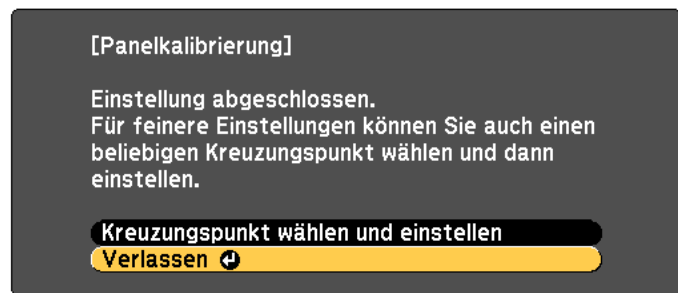 [Panelkalibrierung]
Einstellung abgeschlossen.
Für feinere Einstellungen können Sie auch einen
beliebigen Kreuzungspunkt wählen und dann
einstellen.
Kreuzungspunkt wählen und einstellen
Verlassen